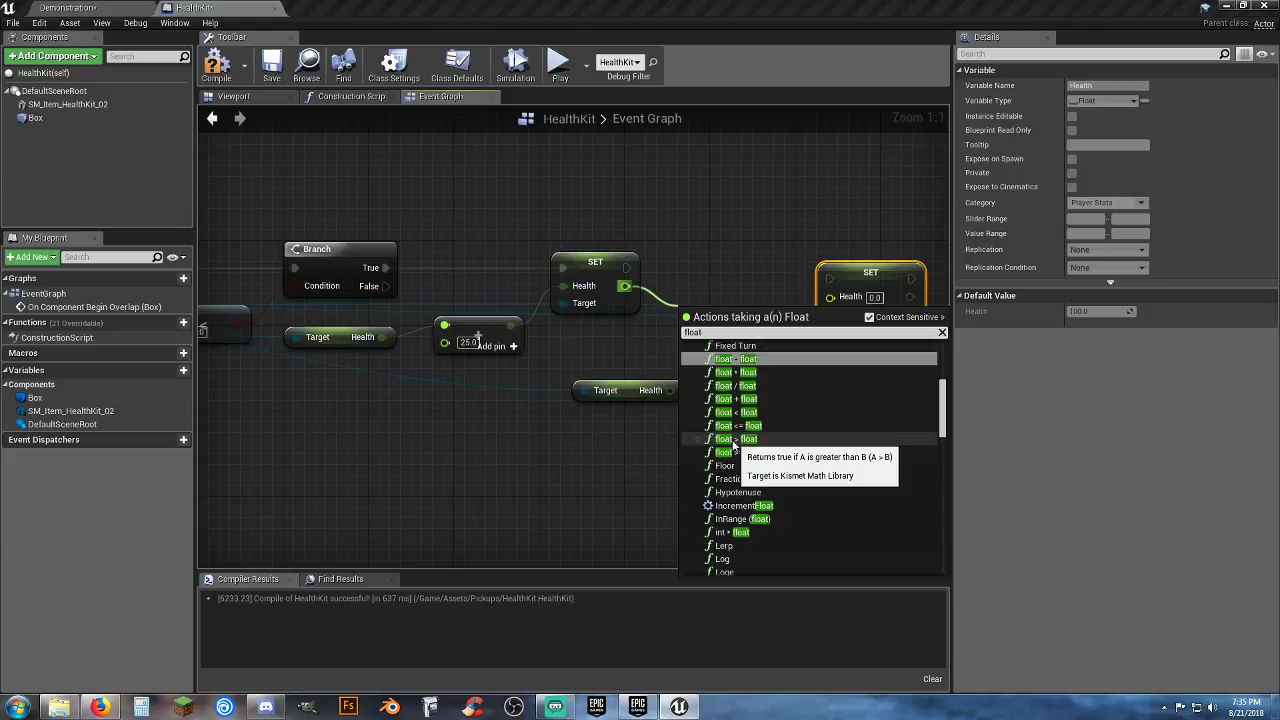 Demonstration*
HealthKit*
File Edit Asset View Debug Window Help
Parent class: Actor
Components
+ Add Component
Search
HealthKit(self)
DefaultSceneRoot
SM_Item_HealthKit_02
Box
My Blueprint
+ Add New
Search
Graphs
EventGraph
On Component Begin Overlap (Box)
Functions (21 Overridable)
ConstructionScript
Macros
Variables
Components
Box
SM_Item_HealthKit_02
DefaultSceneRoot
Event Dispatchers
Toolbar
Compile Save Browse Find Class Settings Class Defaults Simulation Play
HealthKit
Debug Filter
Viewport
Construction Scrip
Event Graph
HealthKit > Event Graph
Zoom 1:1
Branch
True
Condition False
SET
Health
Target
SET
Health 0.0
Target Health
25.0
Add pin +
Target Health
Actions taking a(n) Float
Context Sensitive
float
Fixed Turn
float - float
float * float
float / float
float + float
float < float
float <= float
float > float
float
Returns true if A is greater than B (A > B)
Target is Kismet Math Library
Floor
Hypotenuse
IncrementFloat
InRange (float)
int * float
Lerp
Log
Loge
Compiler Results
Find Results
[6233.23] Compile of HealthKit successful! [in 637 ms] (/Game/Assets/Pickups/HealthKit.HealthKit)
Clear
Details
Search
Variable
Variable Name Health
Variable Type Float
Instance Editable
Blueprint Read Only
Tooltip
Expose on Spawn
Private
Expose to Cinematics
Category Player Stats
Slider Range
Value Range
Replication None
Replication Condition None
Default Value
Health 100.0
Fs
EPIC GAMES
EPIC GAMES
7:35 PM
8/21/2018